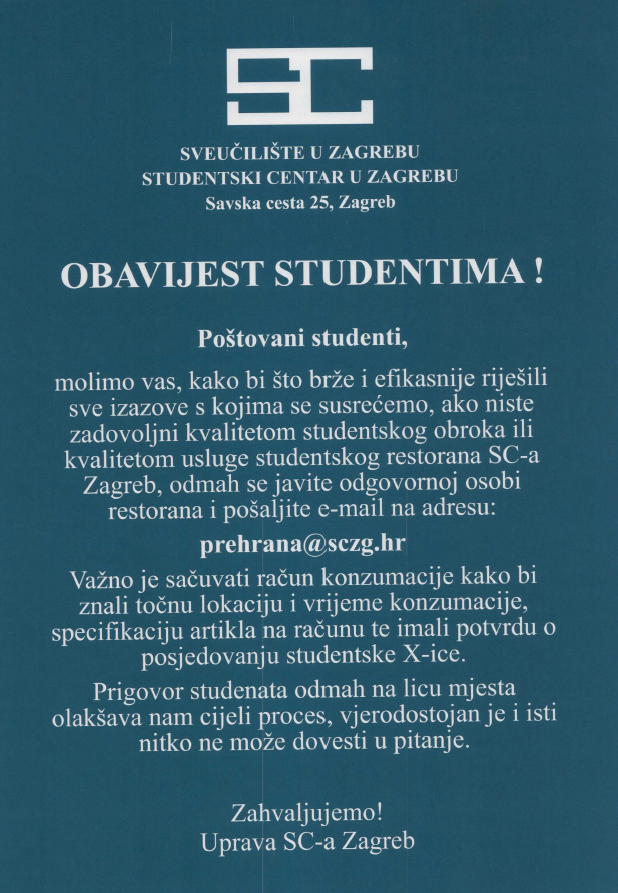 SC
SVEUČILIŠTE U ZAGREBU
STUDENTSKI CENTAR U ZAGREBU
Savska cesta 25, Zagreb
OBAVIJEST STUDENTIMA !
Poštovani studenti,
molimo vas, kako bi što brže i efikasnije riješili
sve izazove s kojima se susrećemo, ako niste
zadovoljni kvalitetom studentskog obroka ili
kvalitetom usluge studentskog restorana SC-a
Zagreb, odmah se javite odgovornoj osobi
restorana i pošaljite e-mail na adresu:
prehrana@sczg.hr
Važno je sačuvati račun konzumacije kako bi
znali točnu lokaciju i vrijeme konzumacije,
specifikaciju artikla na računu te imali potvrdu o
posjedovanju studentske X-ice.
Prigovor studenata odmah na licu mjesta
olakšava nam cijeli proces, vjerodostojan je i isti
nitko ne može dovesti u pitanje.
Zahvaljujemo!
Uprava SC-a Zagreb